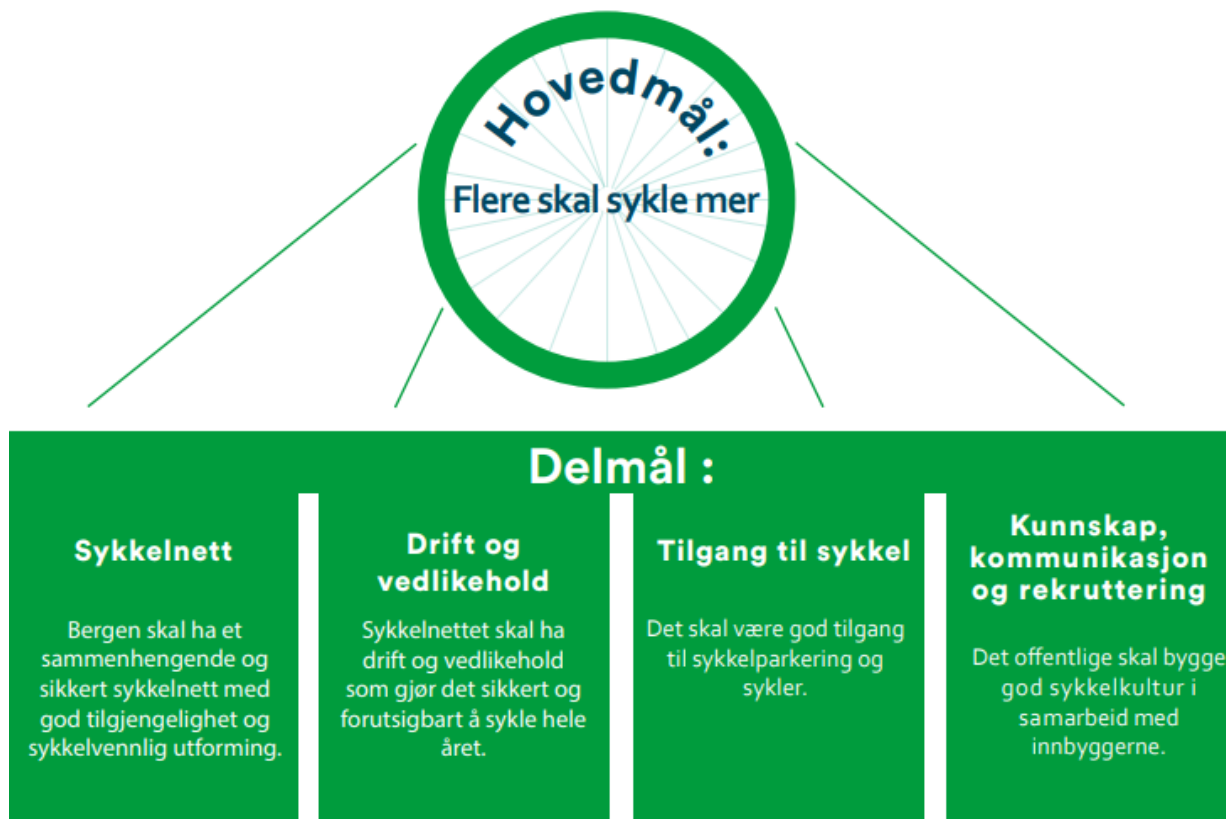 Hovedmål:
Flere skal sykle mer
Delmål :
Sykkelnett
Bergen skal ha et
sammenhengende og
sikkert sykkelnett med
god tilgjengelighet og
sykkelvennlig utforming.
Drift og
vedlikehold
Sykkelnettet skal ha
drift og vedlikehold
som gjør det sikkert og
forutsigbart å sykle hele
året.
Tilgang til sykkel
Det skal være god tilgang
til sykkelparkering og
sykler.
Kunnskap,
kommunikasjon
og rekruttering
Det offentlige skal bygge
god sykkelkultur i
samarbeid med
innbyggerne.